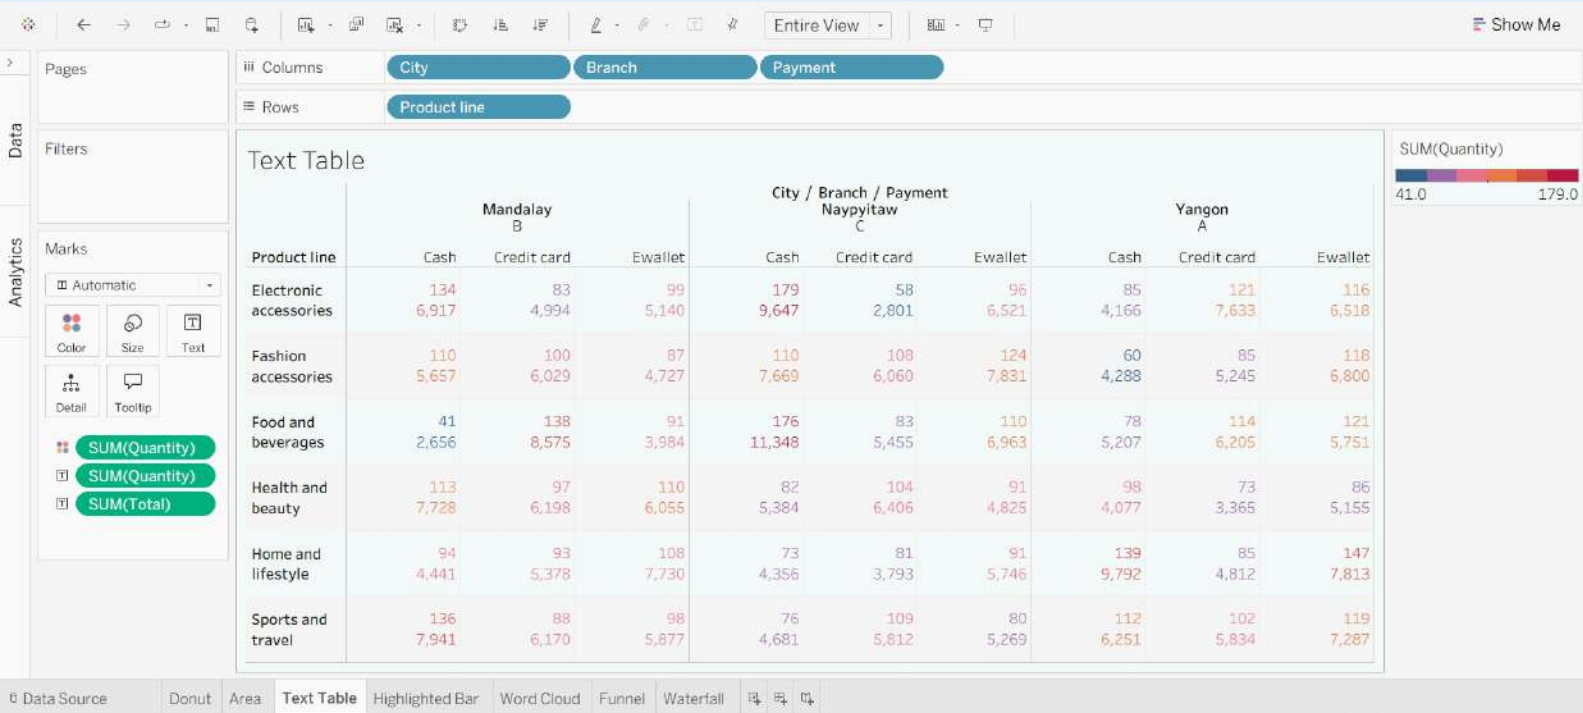 Entire View
Show Me
Pages
iii Columns
City
Branch
Payment
Rows
Product line
Data
Analytics
Filters
Marks
Automatic
Color
Size
Text
Detail
Tooltip
SUM(Quantity)
SUM(Quantity)
SUM(Total)
Text Table
City / Branch / Payment
Mandalay Naypyitaw Yangon
B C A
Product line Cash Credit card Ewallet Cash Credit card Ewallet Cash Credit card Ewallet
Electronic 134 83 99 179 58 96 85 121 116
accessories 6,917 4,994 5,140 9,647 2,801 6,521 4,166 7,633 6,518
Fashion 110 100 87 110 108 124 60 85 118
accessories 5,657 6,029 4,727 7,669 6,060 7,831 4,288 5,245 6,800
Food and 41 138 91 176 83 110 78 114 121
beverages 2,656 8,575 3,984 11,348 5,455 6,963 5,207 6,205 5,751
Health and 113 97 110 82 104 91 98 73 86
beauty 7,728 6,198 6,055 5,384 6,406 4,825 4,077 3,365 5,155
Home and 94 93 108 73 81 91 139 85 147
lifestyle 4,441 5,378 7,730 4,356 3,793 5,746 9,792 4,812 7,813
Sports and 136 88 98 76 109 80 112 102 119
travel 7,941 6,170 5,877 4,681 5,812 5,269 6,251 5,834 7,287
SUM(Quantity)
41.0 179.0
Data Source Donut Area Text Table Highlighted Bar Word Cloud Funnel Waterfall